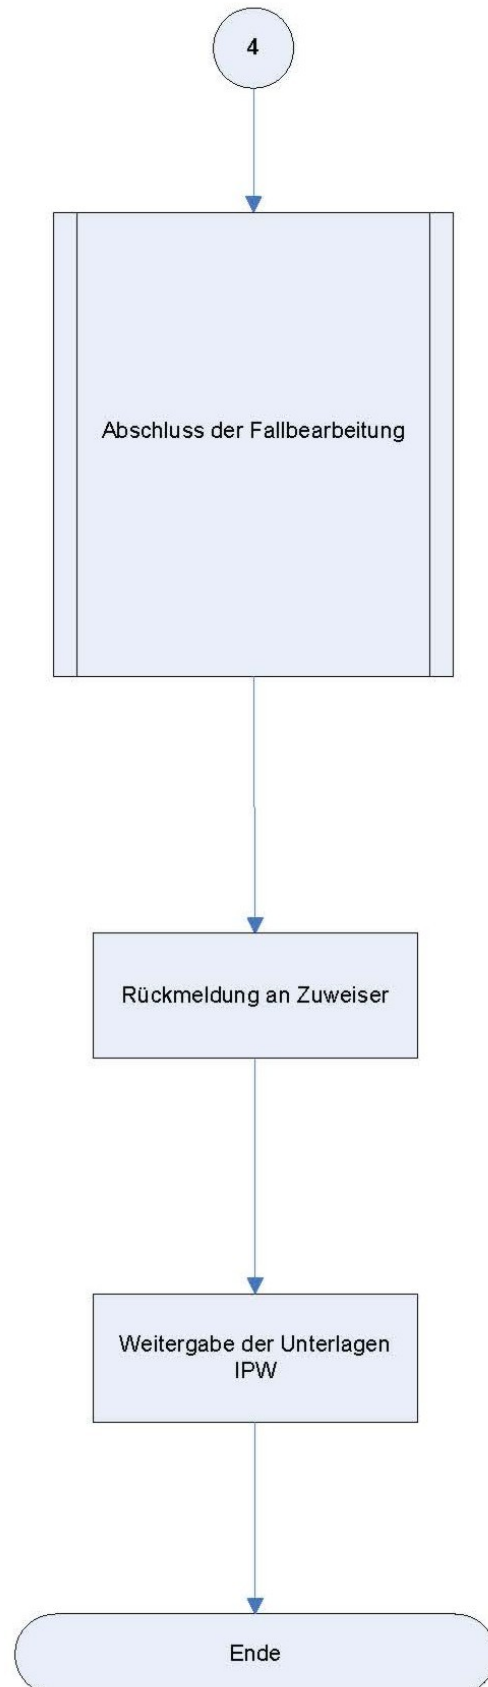 4
Abschluss der Fallbearbeitung
Rückmeldung an Zuweiser
Weitergabe der Unterlagen
IPW
Ende